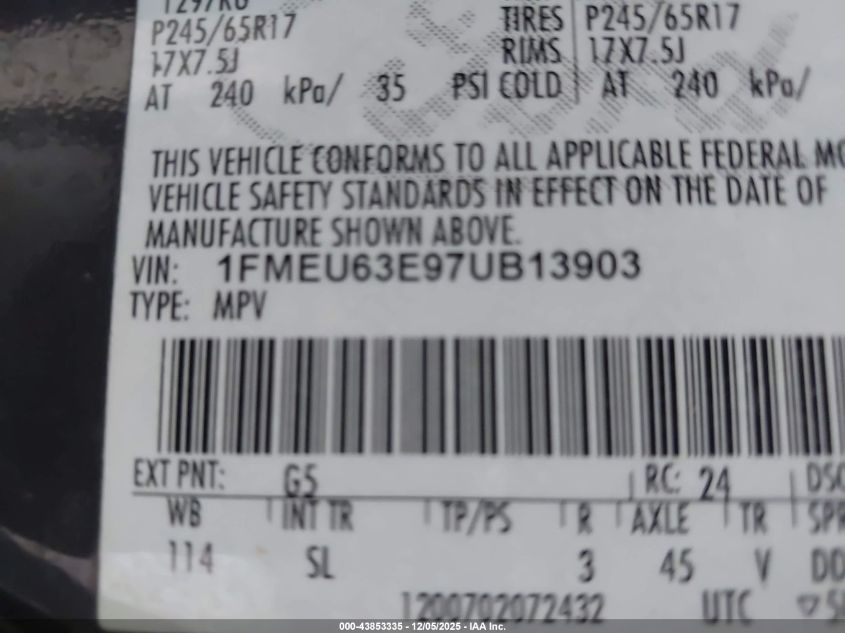 P245/65R17 TIRES P245/65R17
17X7.5J RIMS 17X7.5J
AT 240 kPa/ 35 PSI COLD AT 240 kPa/
THIS VEHICLE CONFORMS TO ALL APPLICABLE FEDERAL MO
VEHICLE SAFETY STANDARDS IN EFFECT ON THE DATE OF
MANUFACTURE SHOWN ABOVE.
VIN: 1FMEU63E97UB13903
TYPE: MPV
EXT PNT: G5 RC: 24 DSO
WB INT TR TP/PS R AXLE TR SPR
114 SL 3 45 V DD
1200702072432 UTC
000-43853335 - 12/05/2025 - IAA Inc.